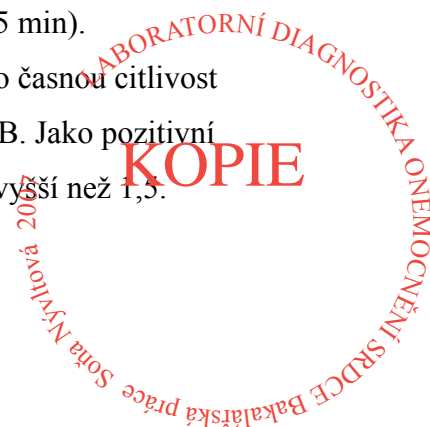 5 min).
o časnou citlivost
B. Jako pozitivní
vyšší než 1,5.
KOPIE
LABORATORNÍ DIAGNOSTIKA ONEMOCNĚNÍ SRDCE Bakalářská práce Soňa Nývltová 2007